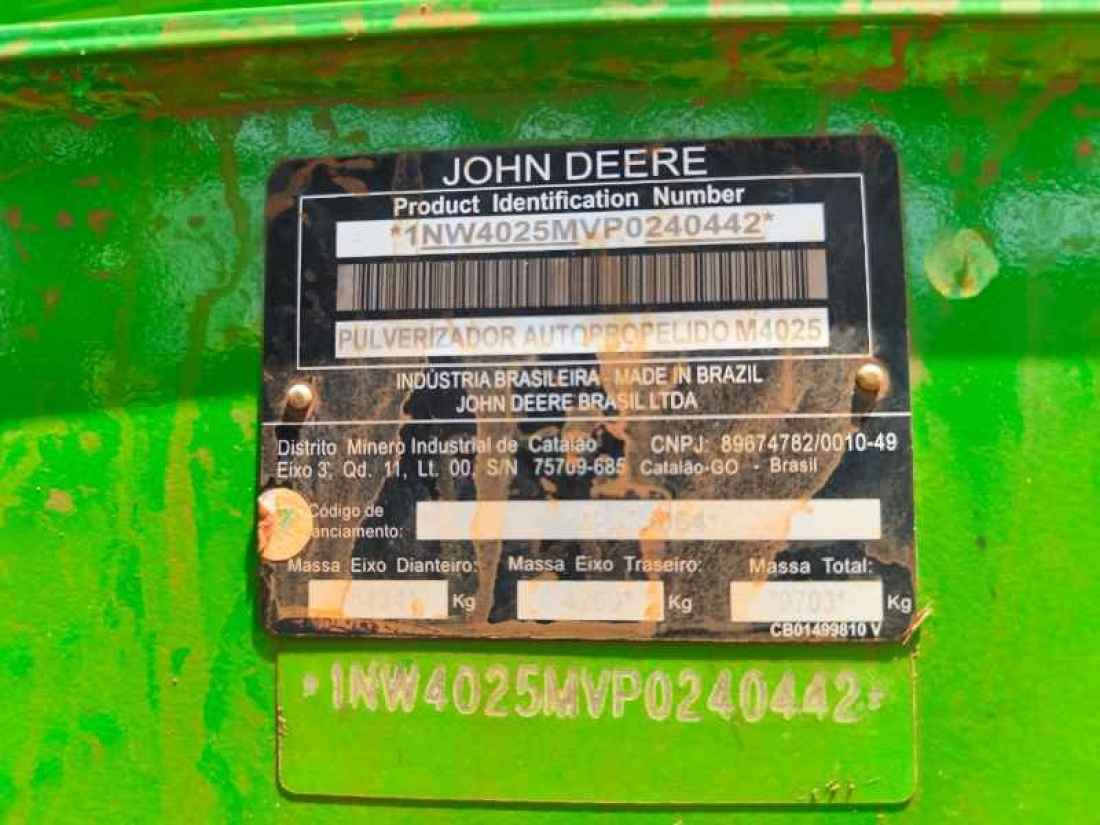 JOHN DEERE
Product Identification Number
*1NW4025MVP0240442*
PULVERIZADOR AUTOPROPELIDO M4025
INDÚSTRIA BRASILEIRA - MADE IN BRAZIL
JOHN DEERE BRASIL LTDA
Distrito Minero Industrial de Catalão CNPJ: 89674782/0010-49
Eixo 3, Qd. 11, Lt. 00, S/N 75709-685 Catalão-GO - Brasil
Código de
Massa Eixo Dianteiro: Massa Eixo Traseiro: Massa Total:
Kg Kg *9703* Kg
CB01499810 V
*1NW4025MVP0240442*